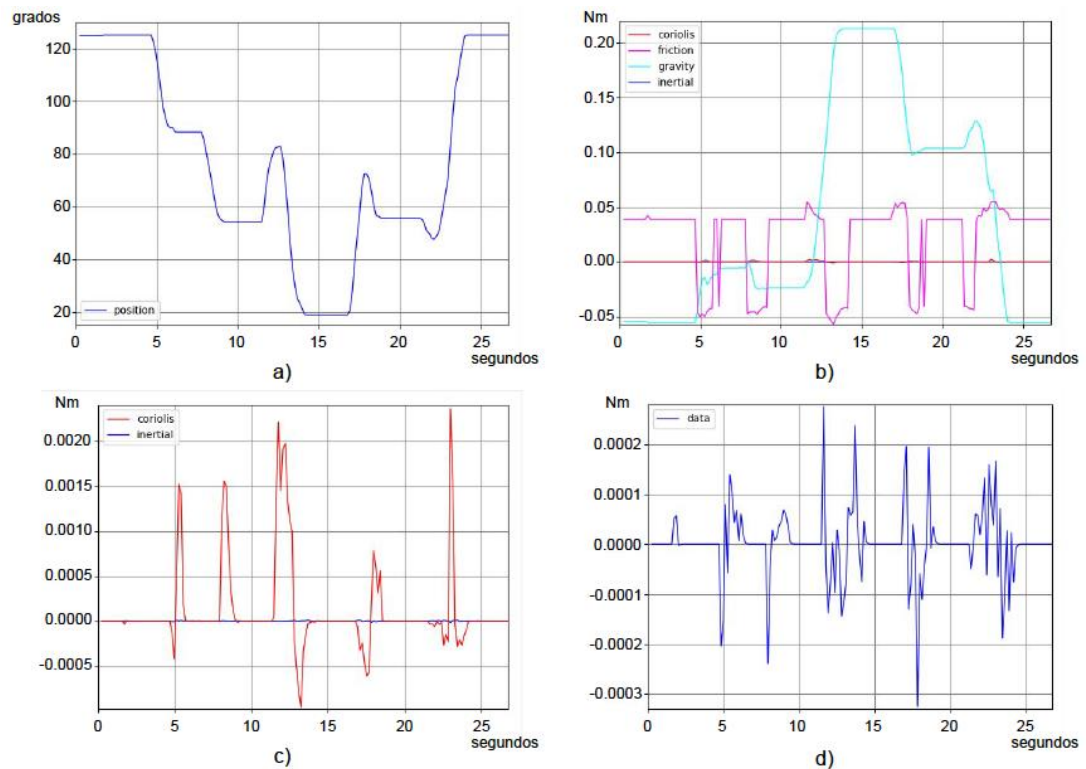 grados
120
100
80
60
40
20
position
0 5 10 15 20 25
segundos
a)
Nm
coriolis
friction
gravity
inertial
0.20
0.15
0.10
0.05
0.00
-0.05
0 5 10 15 20 25
segundos
b)
Nm
coriolis
inertial
0.0020
0.0015
0.0010
0.0005
0.0000
-0.0005
0 5 10 15 20 25
segundos
c)
Nm
data
0.0002
0.0001
0.0000
-0.0001
-0.0002
-0.0003
0 5 10 15 20 25
segundos
d)